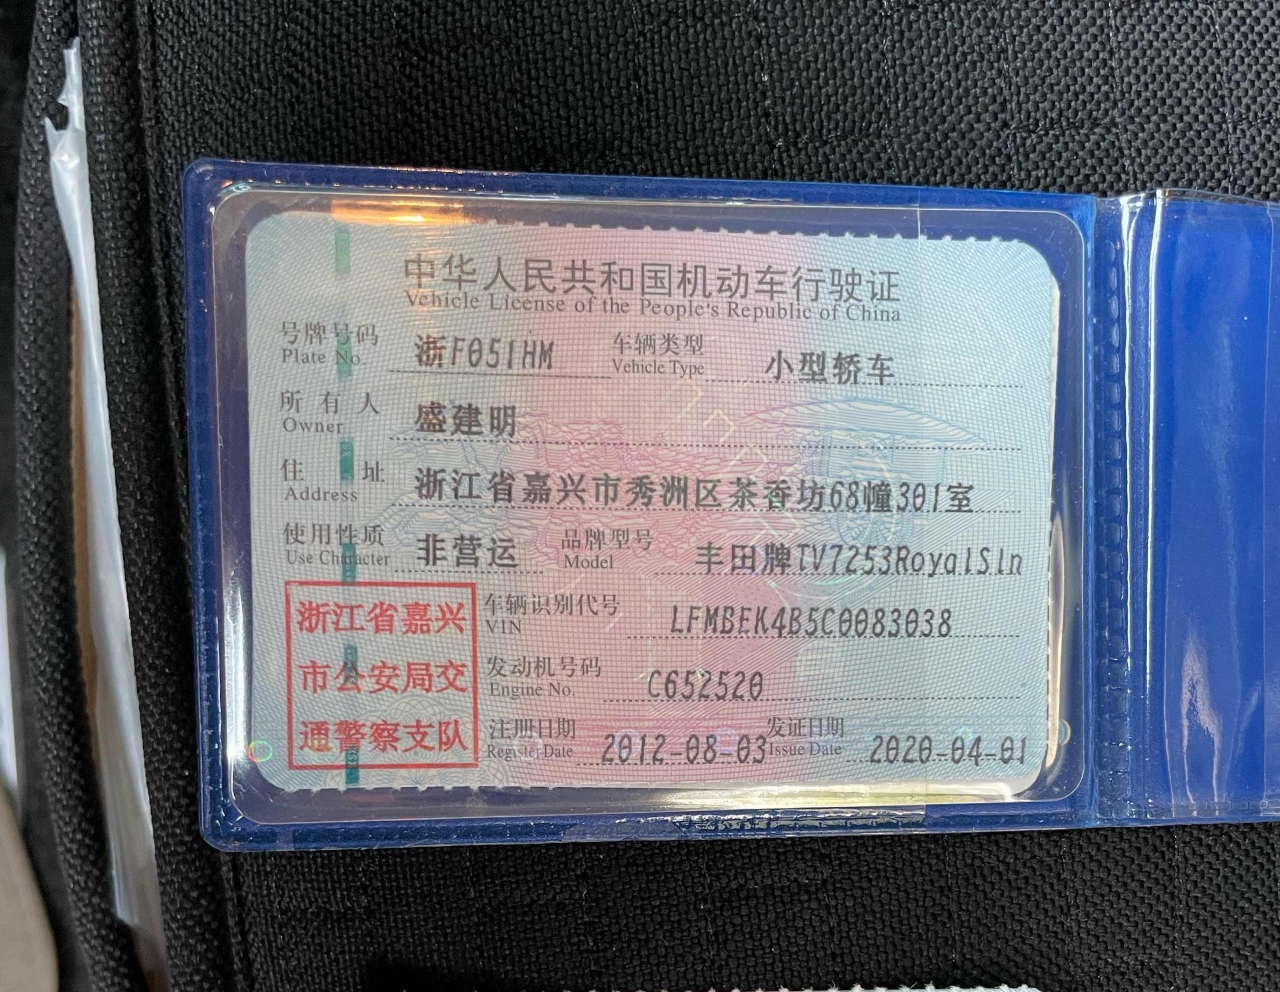 中华人民共和国机动车行驶证
Vehicle License of the People's Republic of China
号牌号码 浙F051HM 车辆类型 小型轿车
Plate No. Vehicle Type
所有人 盛建明
Owner
住址 浙江省嘉兴市秀洲区茶香坊68幢301室
Address
使用性质 非营运 品牌型号 丰田牌TV7253RoyalSln
Use Character Model
浙江省嘉兴
市公安局交
通警察支队
车辆识别代号 LFMBEK4B5C0083038
VIN
发动机号码 C652520
Engine No.
注册日期 2012-08-03 发证日期 2020-04-01
Register Date Issue Date